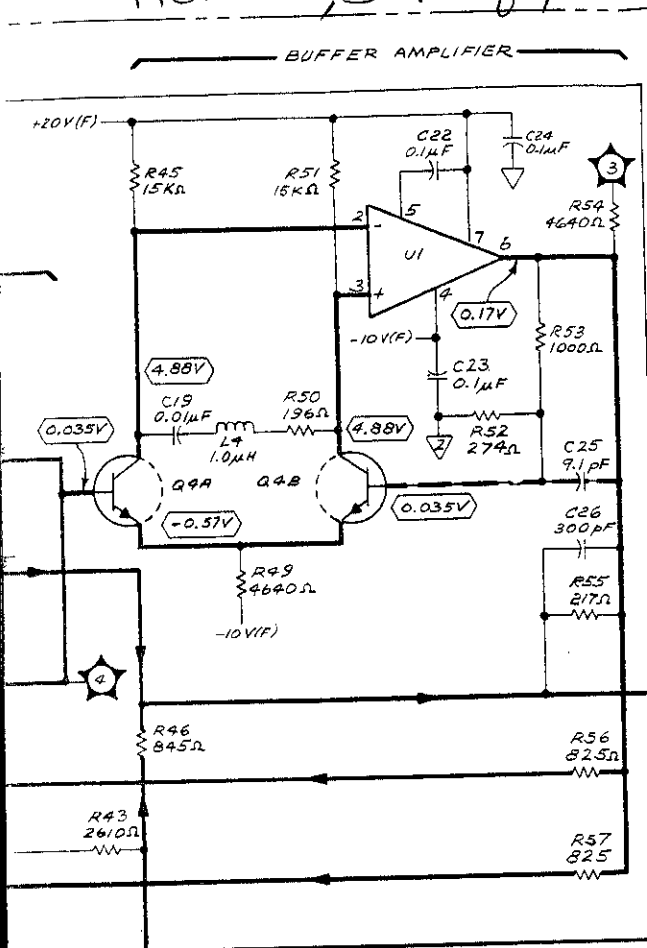 BUFFER AMPLIFIER
+20V(F)
R45
15KΩ
R51
15KΩ
C22
0.1µF
C24
0.1µF
3
R54
4640Ω
2
-
5
U1
7
6
3
+
4
0.17V
-10V(F)
R53
1000Ω
4.88V
C19
0.01µF
L4
1.0µH
R50
196Ω
4.88V
C23
0.1µF
2
R52
274Ω
0.035V
Q4A
Q4B
0.035V
C25
9.1pF
-0.57V
C26
300pF
R49
4640Ω
-10V(F)
R55
217Ω
4
R46
845Ω
R56
825Ω
R43
2610Ω
R57
825